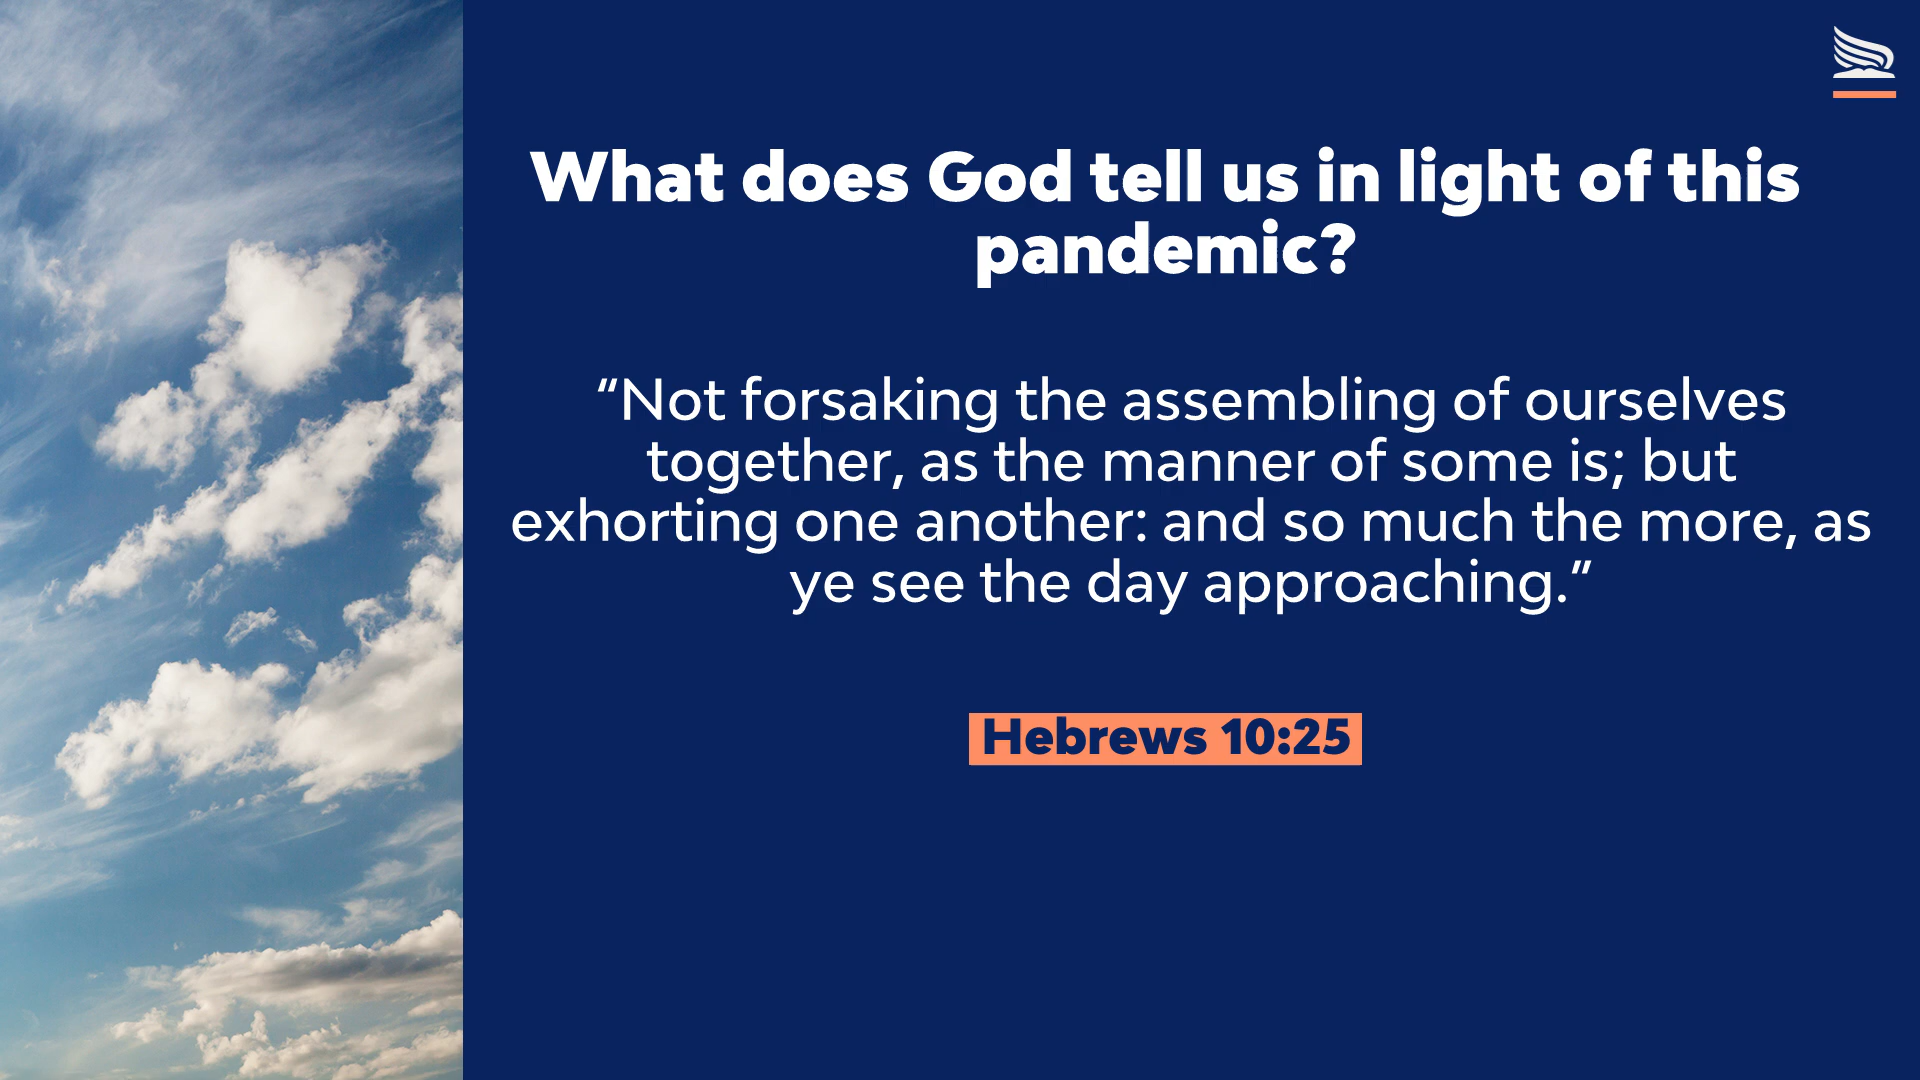 What does God tell us in light of this
pandemic?
“Not forsaking the assembling of ourselves
together, as the manner of some is; but
exhorting one another: and so much the more, as
ye see the day approaching.”
Hebrews 10:25